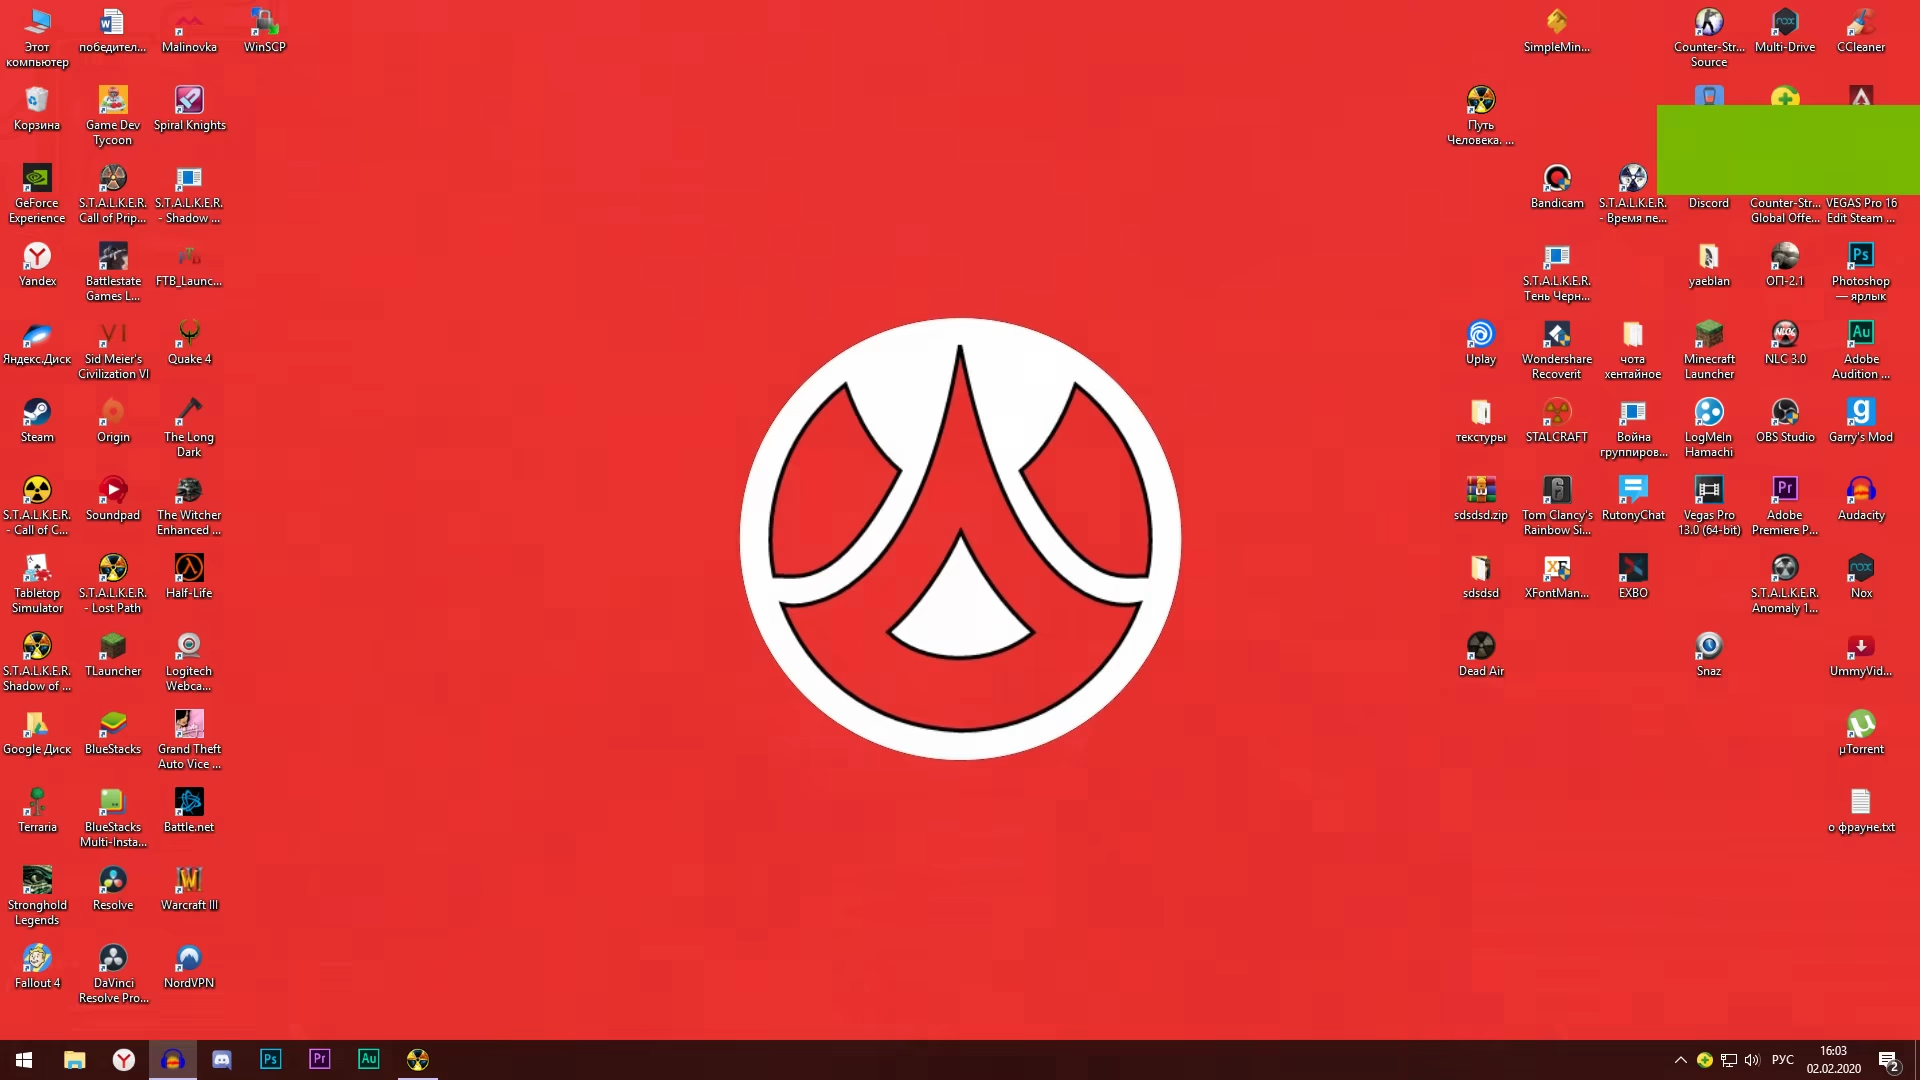 Этот
компьютер
победител...
Malinovka
WinSCP
SimpleMin...
Counter-Str...
Source
Multi-Drive
CCleaner
Корзина
Game Dev
Tycoon
Spiral Knights
Путь
Человека. ...
GeForce
Experience
S.T.A.L.K.E.R.
Call of Prip...
S.T.A.L.K.E.R.
- Shadow ...
Bandicam
S.T.A.L.K.E.R.
- Время пе...
Discord
Counter-Str...
Global Offe...
VEGAS Pro 16
Edit Steam ...
Yandex
Battlestate
Games L...
FTB_Launc...
S.T.A.L.K.E.R.
Тень Черн...
yaeblan
ОП-2.1
Photoshop
— ярлык
Яндекс.Диск
Sid Meier's
Civilization VI
Quake 4
Uplay
Wondershare
Recoverit
чота
хентайное
Minecraft
Launcher
NLC 3.0
Adobe
Audition ...
Steam
Origin
The Long
Dark
текстуры
STALCRAFT
Война
группиров...
LogMeIn
Hamachi
OBS Studio
Garry's Mod
S.T.A.L.K.E.R.
- Call of C...
Soundpad
The Witcher
Enhanced ...
sdsdsd.zip
Tom Clancy's
Rainbow Si...
RutonyChat
Vegas Pro
13.0 (64-bit)
Adobe
Premiere P...
Audacity
Tabletop
Simulator
S.T.A.L.K.E.R.
- Lost Path
Half-Life
sdsdsd
XFontMan...
EXBO
S.T.A.L.K.E.R.
Anomaly 1...
Nox
S.T.A.L.K.E.R.
Shadow of ...
TLauncher
Logitech
Webca...
Dead Air
Snaz
UmmyVid...
Google Диск
BlueStacks
Grand Theft
Auto Vice ...
µTorrent
Terraria
BlueStacks
Multi-Insta...
Battle.net
о фрауне.txt
Stronghold
Legends
Resolve
Warcraft III
Fallout 4
DaVinci
Resolve Pro...
NordVPN
РУС
16:03
02.02.2020
2